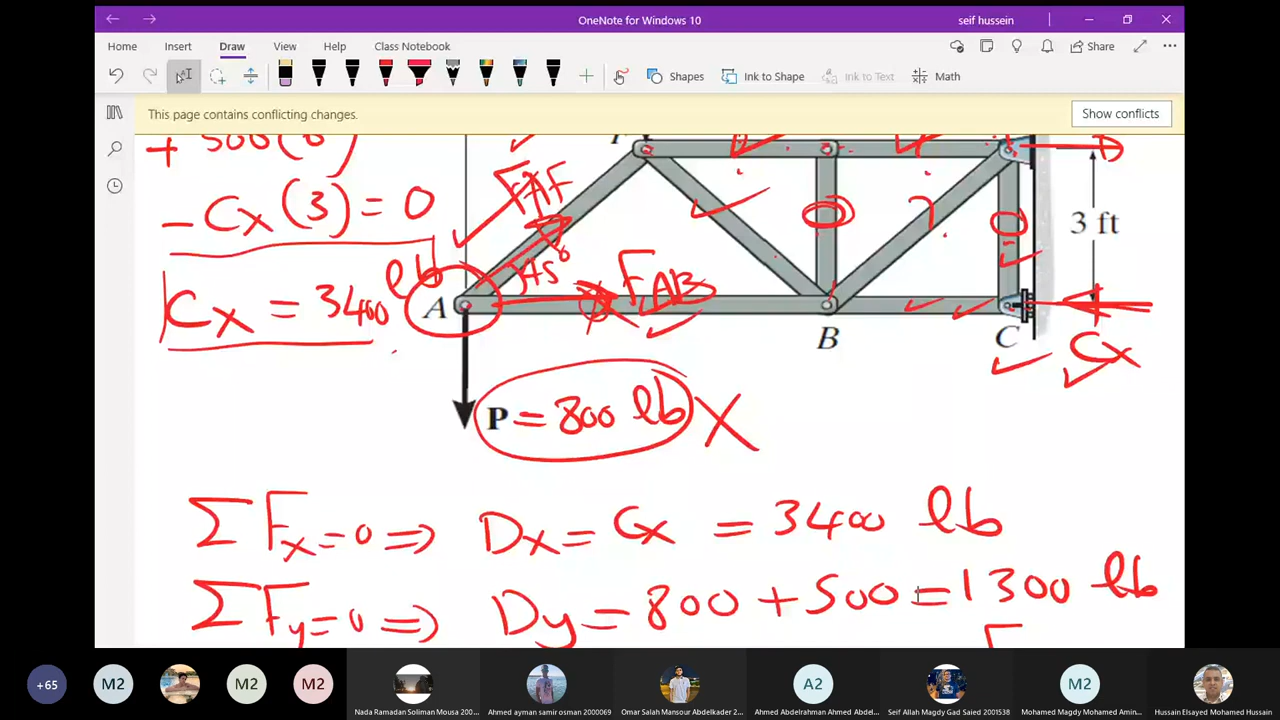 OneNote for Windows 10
seif hussein
Home Insert Draw View Help Class Notebook
Share
Shapes Ink to Shape Ink to Text Math
This page contains conflicting changes.
Show conflicts
+ 500(6)
- Cx (3) = 0
Cx = 3400 lb
FAF
45°
FAB
A
B
C
D
?
3 ft
Cx
P = 800 lb X
ΣFx=0 => Dx = Cx = 3400 lb
ΣFy=0 => Dy = 800 + 500 = 1300 lb
+65
M2
M2
M2
A2
M2
Nada Ramadan Soliman Mousa 200...
Ahmed ayman samir osman 2000069
Omar Salah Mansour Abdelkader 2...
Ahmed Abdelrahman Ahmed Abdel...
Seif Allah Magdy Gad Saied 2001538
Mohamed Magdy Mohamed Amin...
Hussain Elsayed Mohamed Hussain